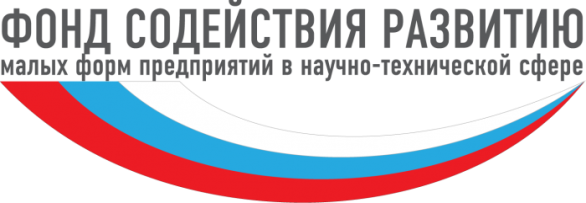 ФОНД СОДЕЙСТВИЯ РАЗВИТИЮ
малых форм предприятий в научно-технической сфере